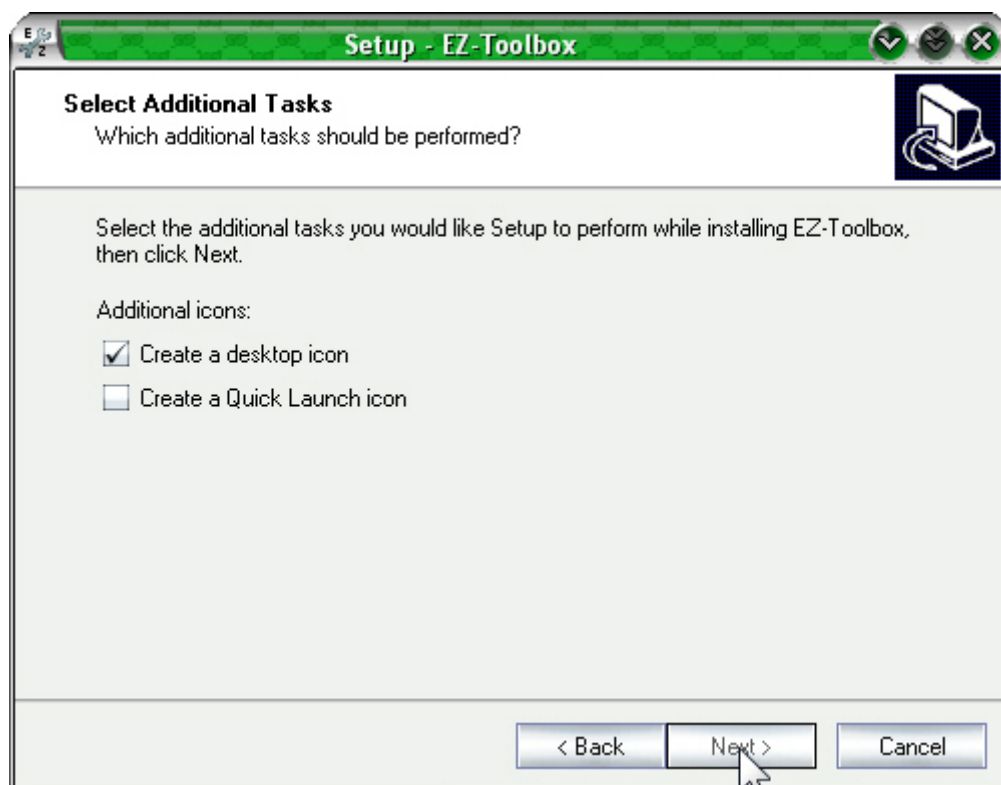 E
Z
Setup - EZ-Toolbox
Select Additional Tasks
Which additional tasks should be performed?
Select the additional tasks you would like Setup to perform while installing EZ-Toolbox,
then click Next.
Additional icons:
Create a desktop icon
Create a Quick Launch icon
< Back
Next >
Cancel